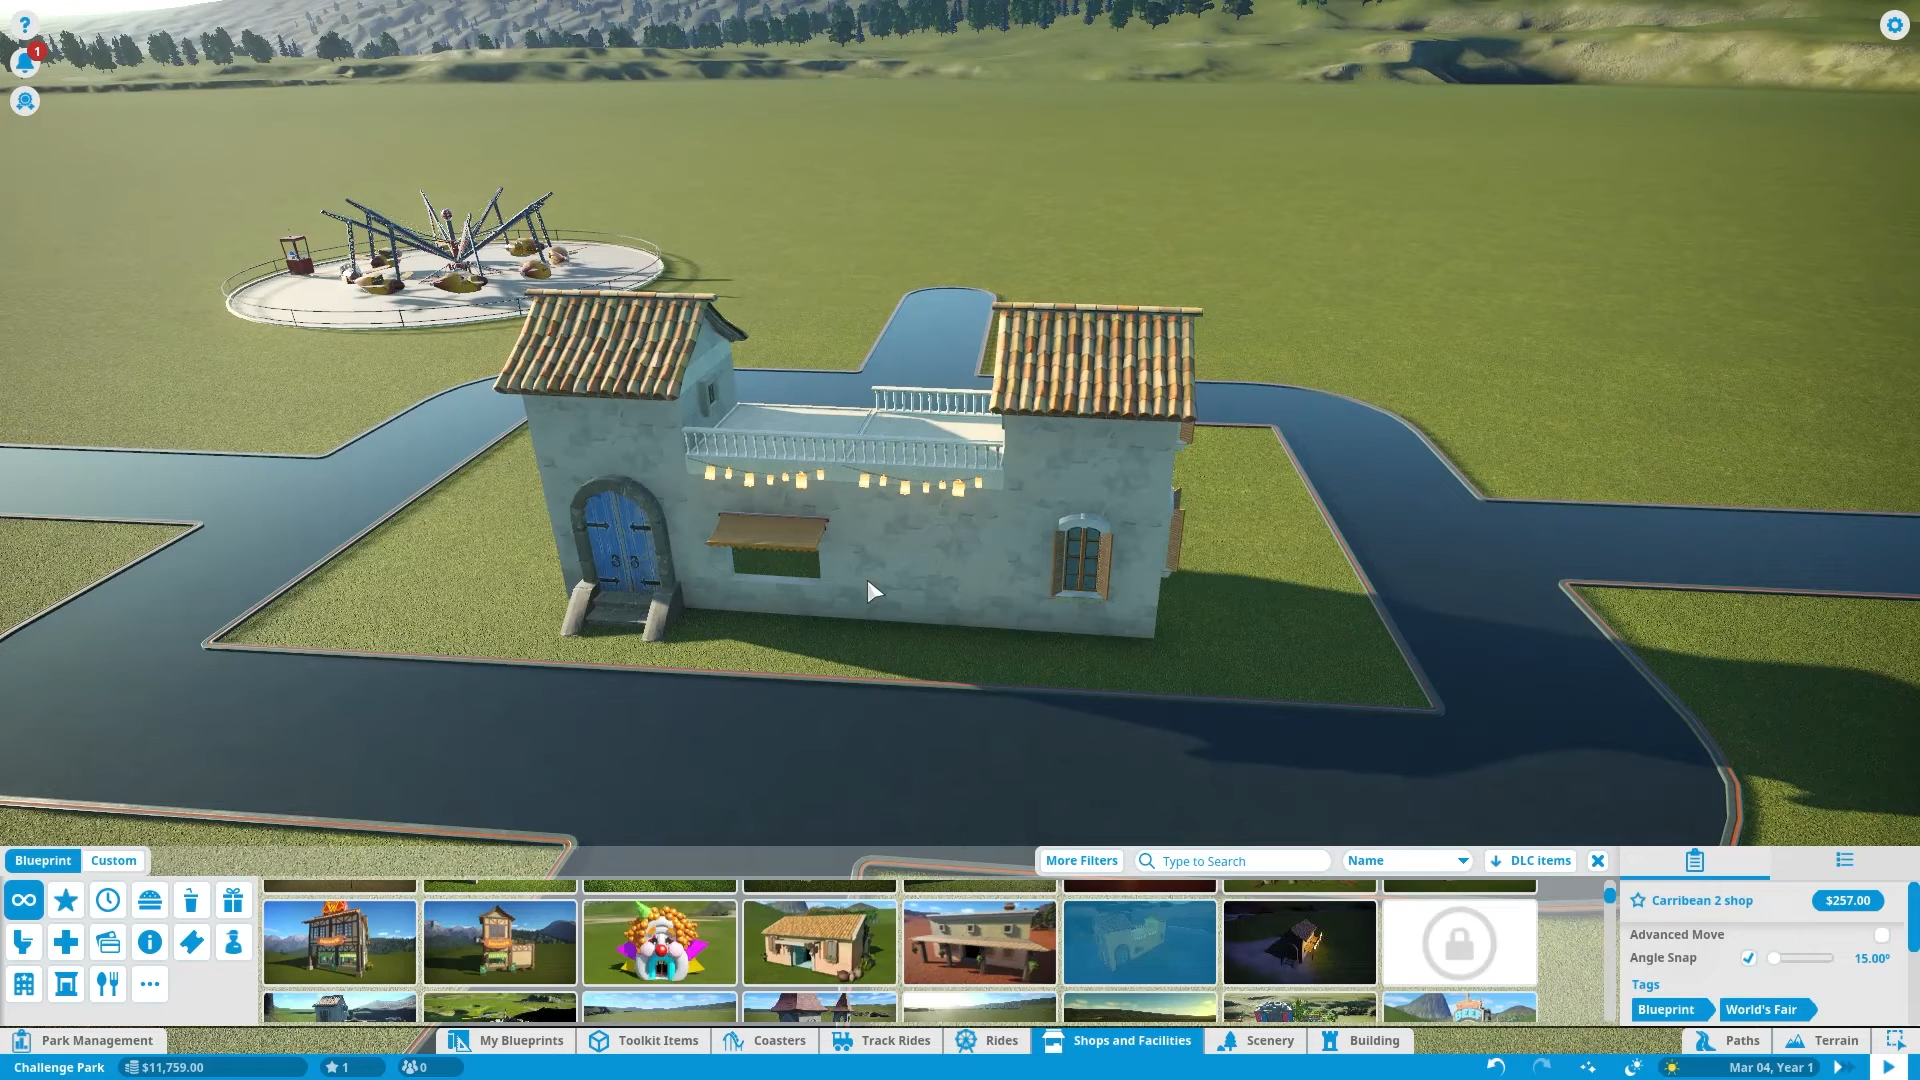 ?
1
Blueprint
Custom
More Filters
Type to Search
Name
DLC items
Carribean 2 shop
$257.00
Advanced Move
Angle Snap
15.00°
Tags
Blueprint
World's Fair
BEEF
Park Management
My Blueprints
Toolkit Items
Coasters
Track Rides
Rides
Shops and Facilities
Scenery
Building
Paths
Terrain
Challenge Park
$11,759.00
1
0
Mar 04, Year 1